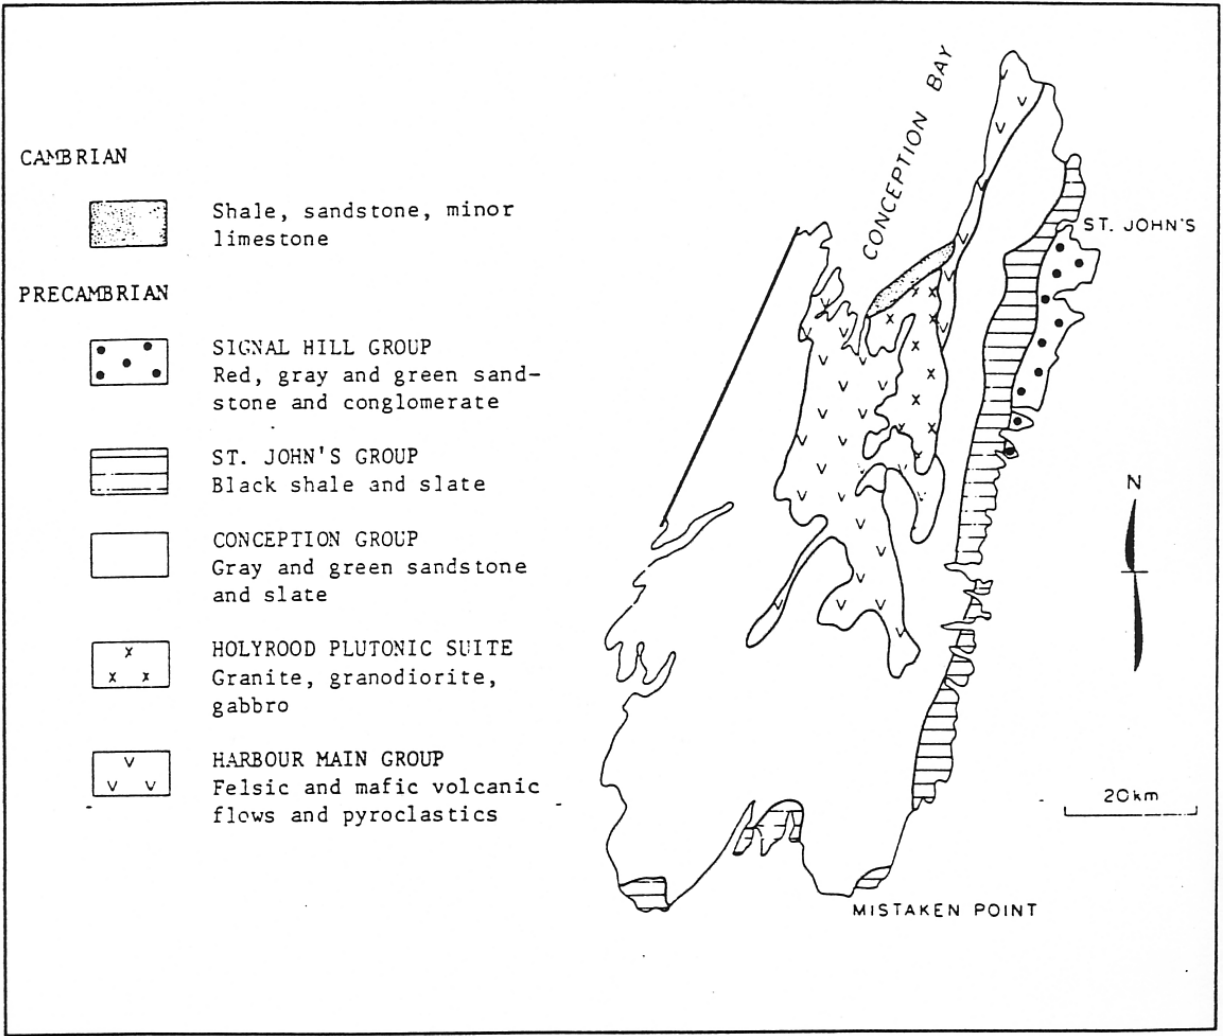 CAMBRIAN
Shale, sandstone, minor
limestone
PRECAMBRIAN
SIGNAL HILL GROUP
Red, gray and green sand-
stone and conglomerate
ST. JOHN'S GROUP
Black shale and slate
CONCEPTION GROUP
Gray and green sandstone
and slate
HOLYROOD PLUTONIC SUITE
Granite, granodiorite,
gabbro
HARBOUR MAIN GROUP
Felsic and mafic volcanic
flows and pyroclastics
CONCEPTION BAY
ST. JOHN'S
N
20 km
MISTAKEN POINT